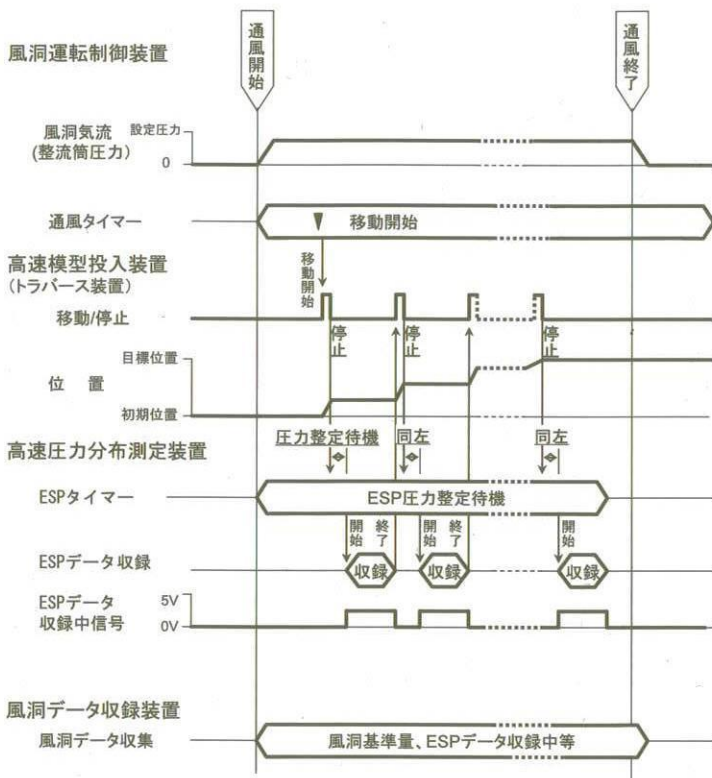 通風開始
通風終了
風洞運転制御装置
風洞気流
(整流筒圧力)
設定圧力
0
通風タイマー
移動開始
高速模型投入装置
(トラバース装置)
移動開始
移動/停止
停止
停止
停止
目標位置
位 置
初期位置
圧力整定待機
同左
同左
高速圧力分布測定装置
ESPタイマー
ESP圧力整定待機
開始
終了
開始
終了
開始
ESPデータ収録
収録
収録
収録
ESPデータ
収録中信号
5V
0V
風洞データ収録装置
風洞データ収集
風洞基準量、ESPデータ収録中等